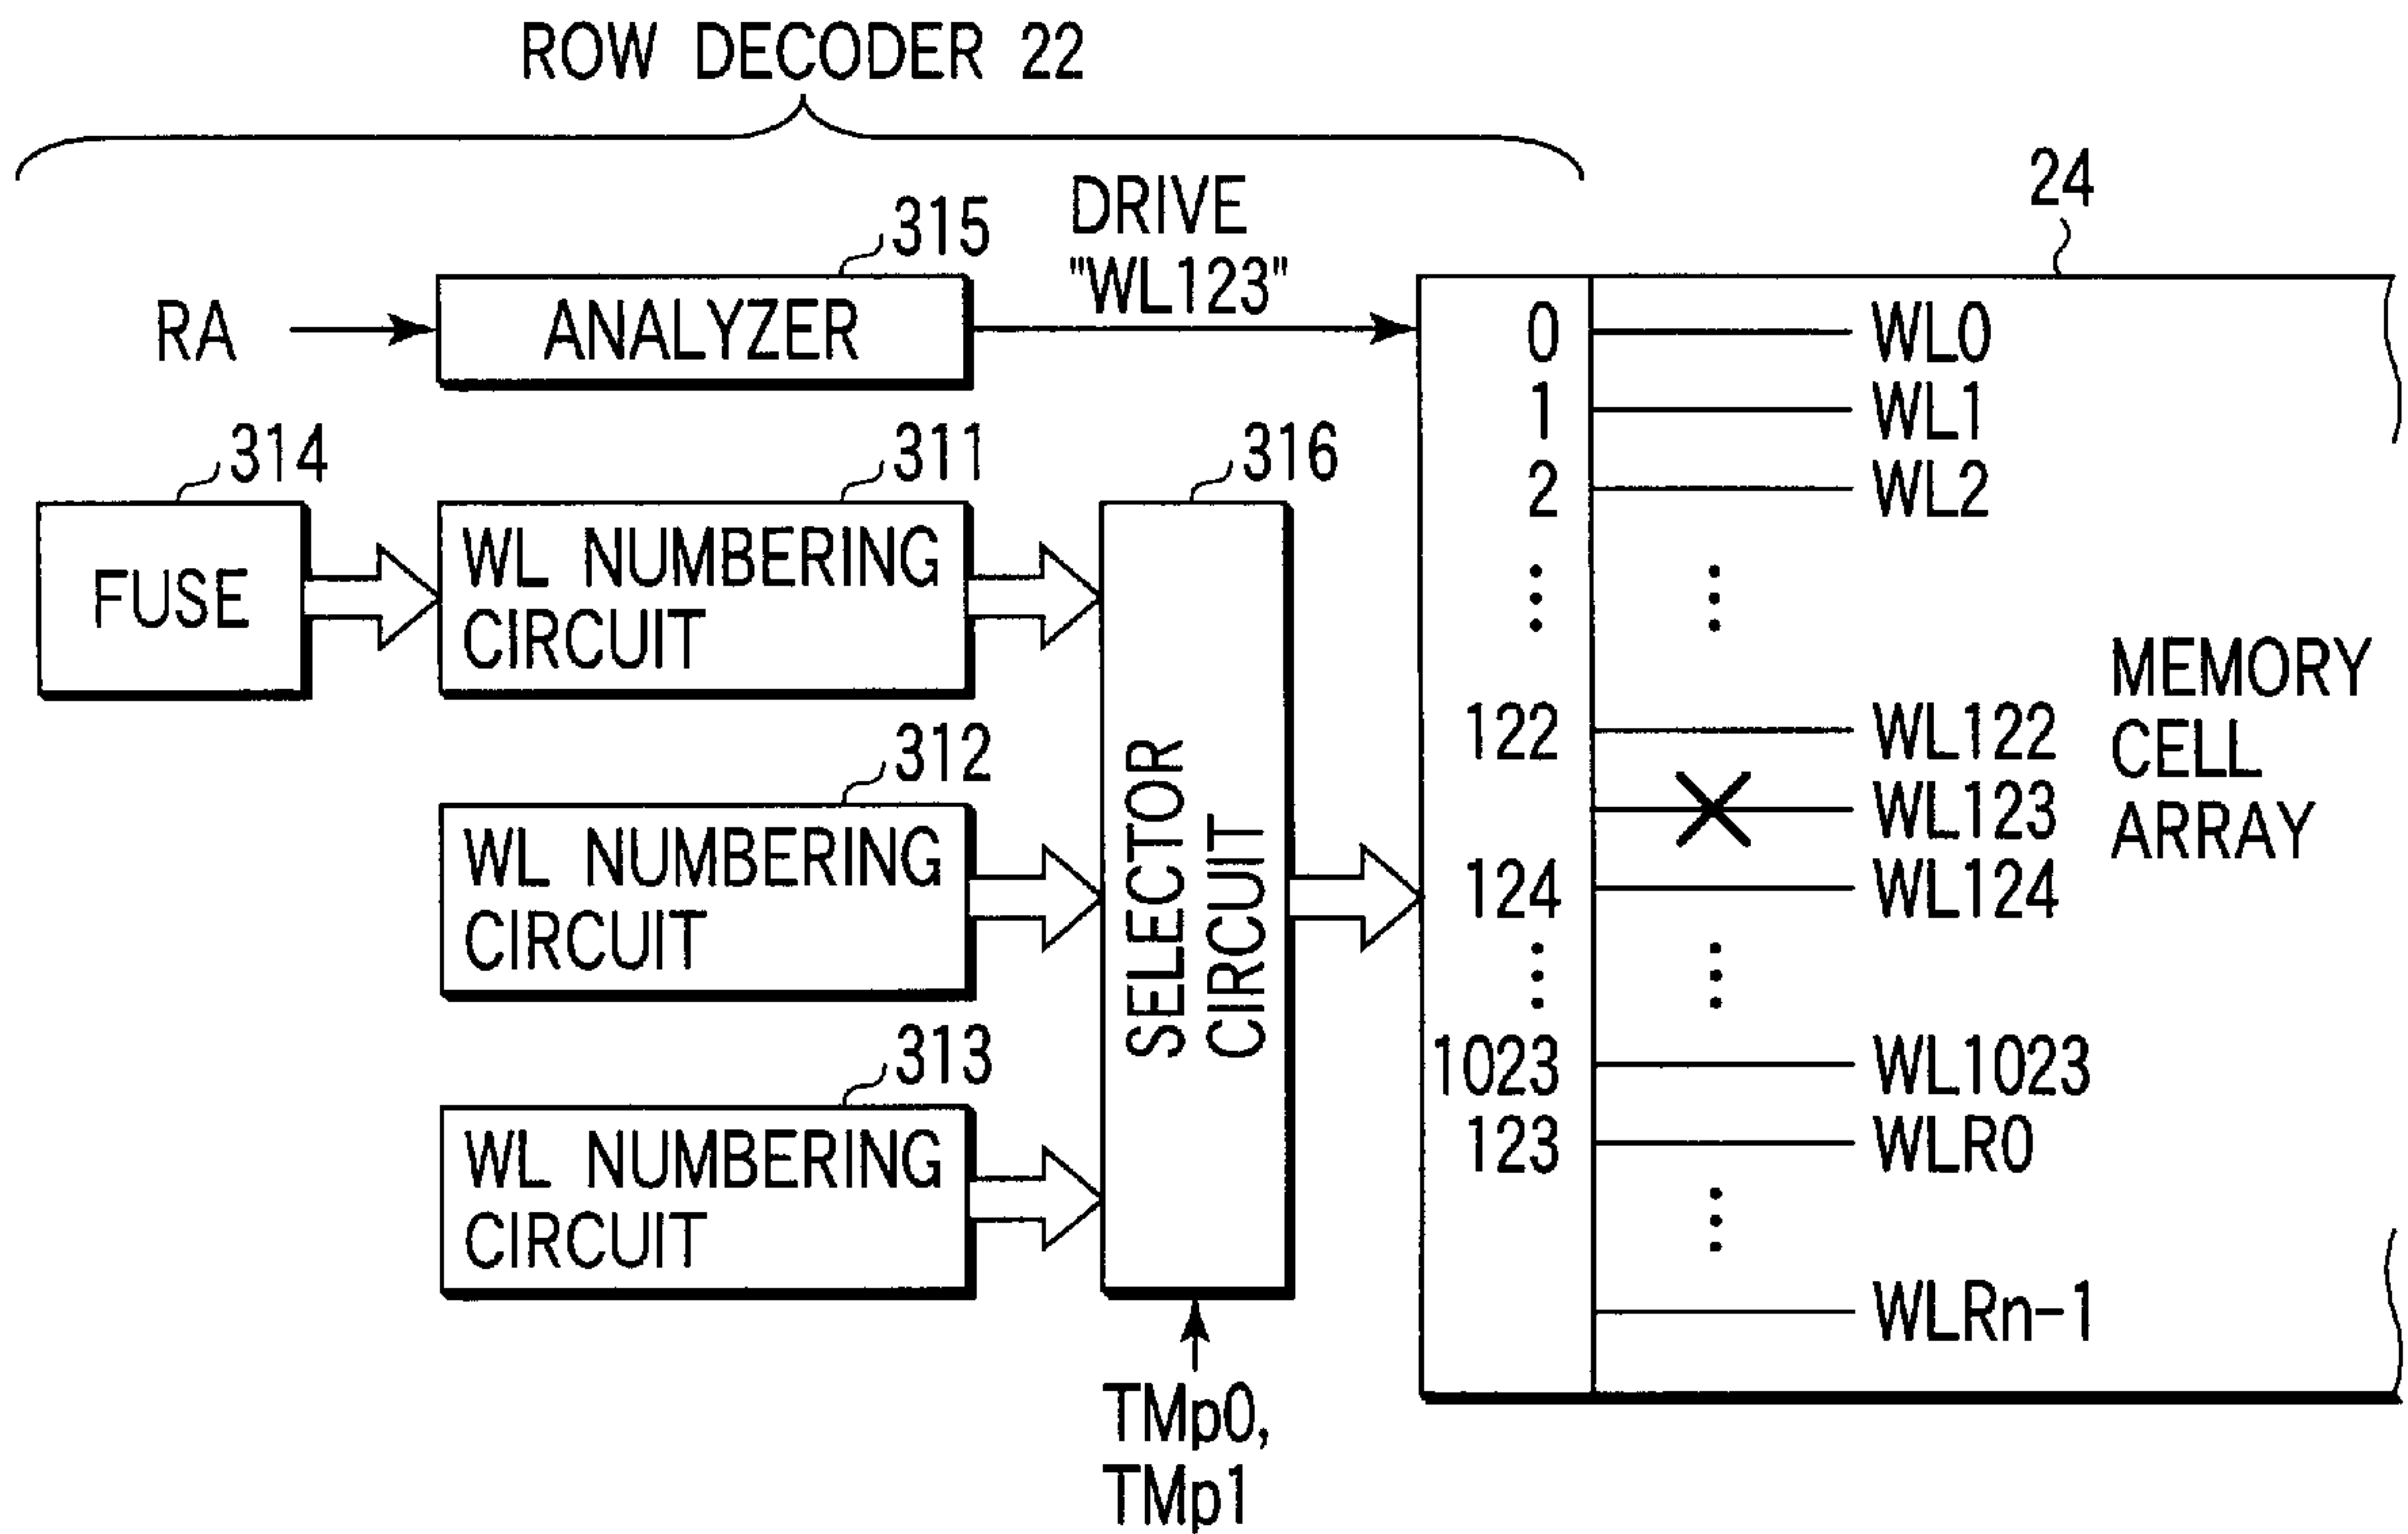 ROW DECODER 22
24
315
DRIVE
"WL123"
RA
ANALYZER
0
WL0
1
WL1
314
311
316
2
WL2
FUSE
WL NUMBERING
CIRCUIT
MEMORY
CELL
ARRAY
122
WL122
312
WL123
WL NUMBERING
CIRCUIT
SELECTOR
CIRCUIT
124
WL124
313
1023
WL1023
WL NUMBERING
CIRCUIT
123
WLR0
WLRn-1
TMp0,
TMp1